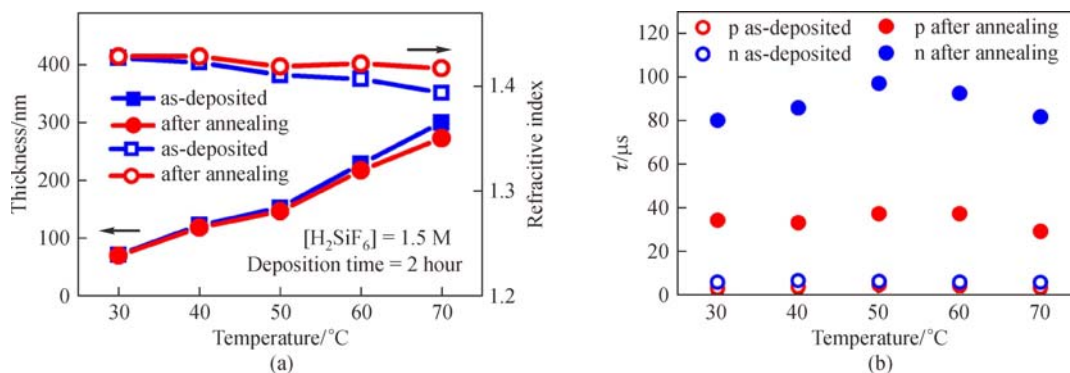 400
300
200
100
0
Thickness/nm
as-deposited
after annealing
as-deposited
after annealing
[H₂SiF₆] = 1.5 M
Deposition time = 2 hour
1.4
1.3
1.2
Refracitive index
30 40 50 60 70
Temperature/°C
(a)
120
100
80
60
40
20
0
τ/μs
p as-deposited p after annealing
n as-deposited n after annealing
30 40 50 60 70
Temperature/°C
(b)